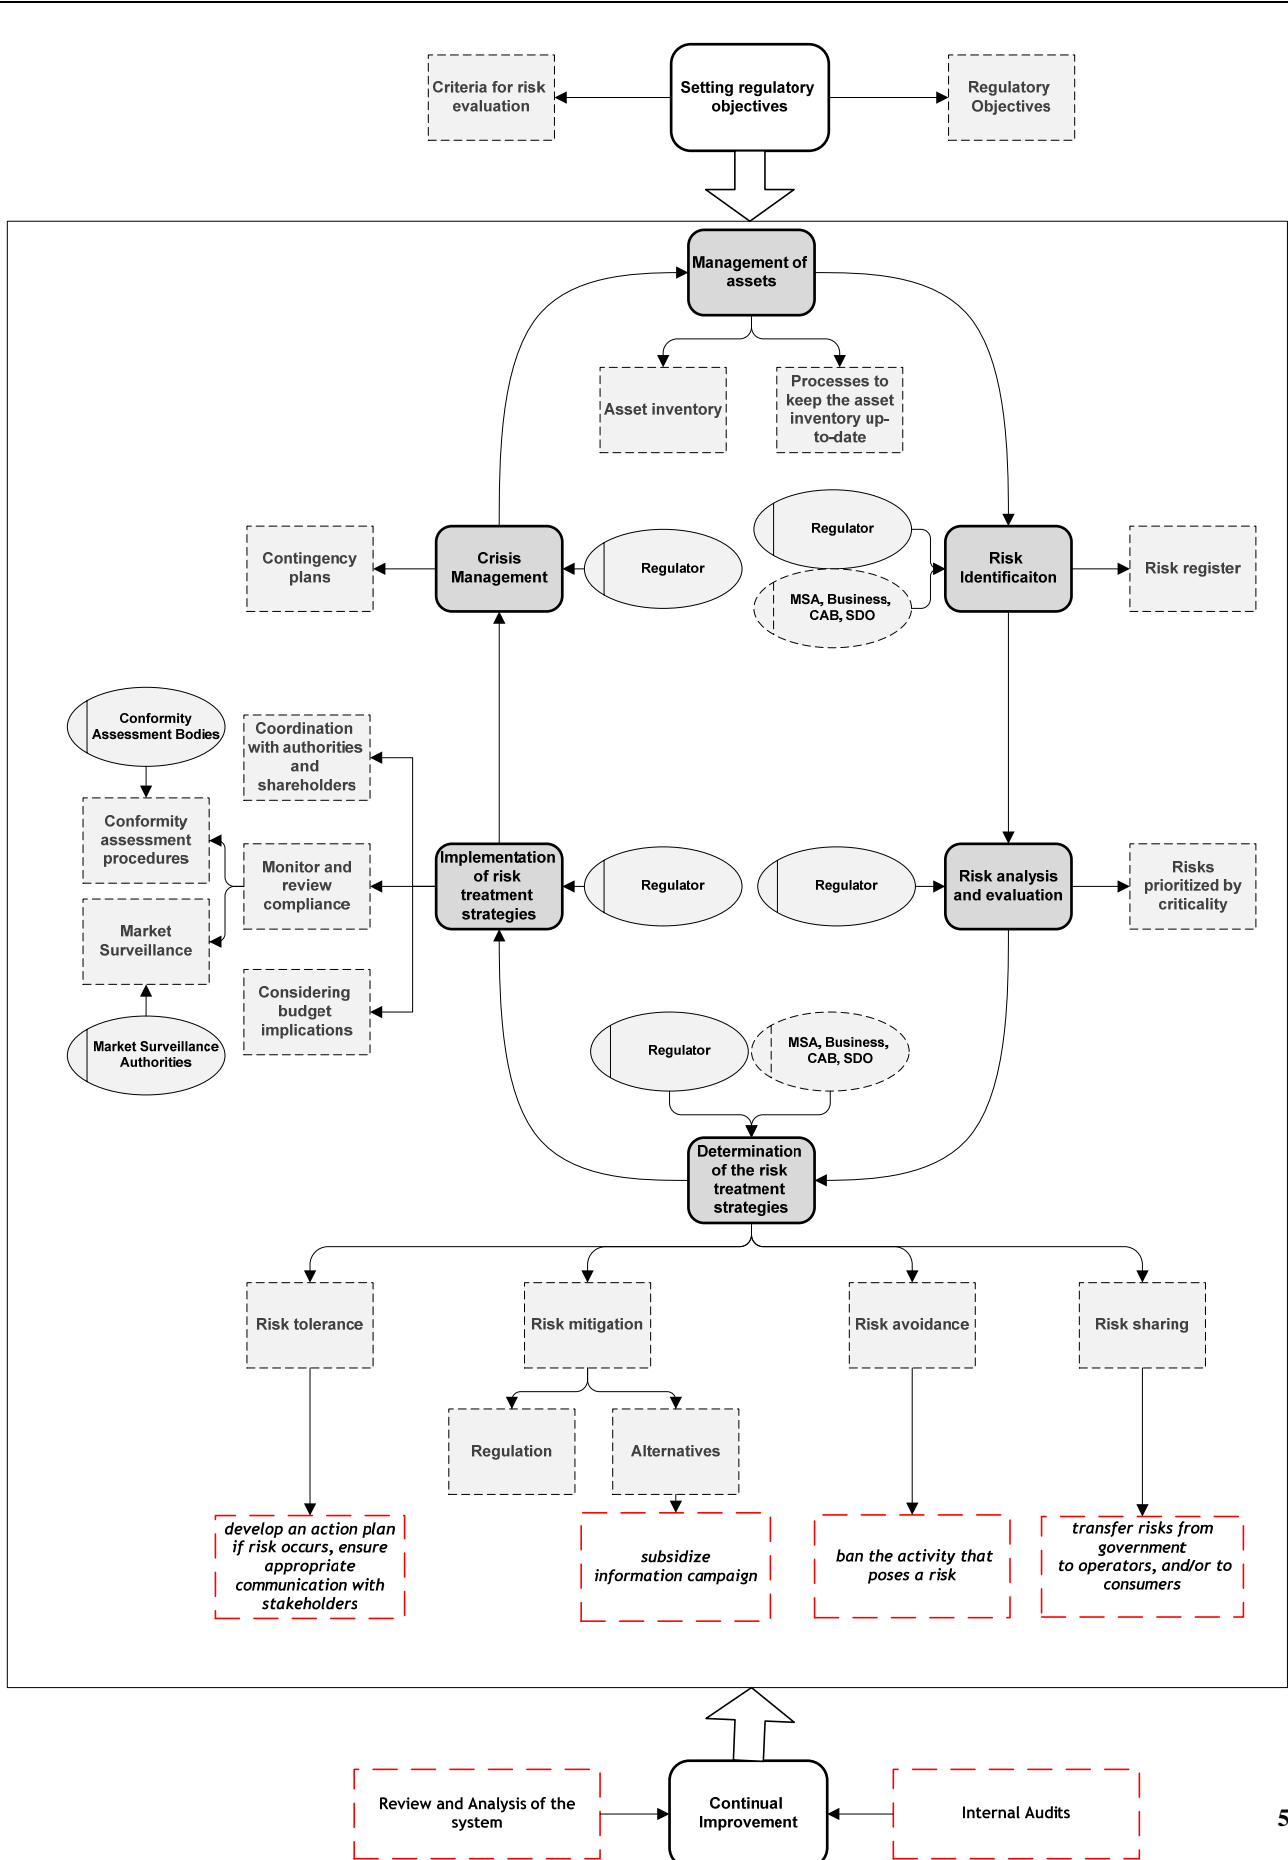 Criteria for risk
evaluation
Setting regulatory
objectives
Regulatory
Objectives
Management of
assets
Asset inventory
Processes to
keep the asset
inventory up-
to-date
Contingency
plans
Crisis
Management
Regulator
Regulator
MSA, Business,
CAB, SDO
Risk
Identificaiton
Risk register
Conformity
Assessment Bodies
Coordination
with authorities
and
shareholders
Conformity
assessment
procedures
Monitor and
review
compliance
Market
Surveillance
Considering
budget
implications
Market Surveillance
Authorities
Implementation
of risk
treatment
strategies
Regulator
Regulator
Risk analysis
and evaluation
Risks
prioritized by
criticality
Regulator
MSA, Business,
CAB, SDO
Determination
of the risk
treatment
strategies
Risk tolerance
Risk mitigation
Risk avoidance
Risk sharing
Regulation
Alternatives
develop an action plan
if risk occurs, ensure
appropriate
communication with
stakeholders
subsidize
information campaign
ban the activity that
poses a risk
transfer risks from
government
to operators, and/or to
consumers
Review and Analysis of the
system
Continual
Improvement
Internal Audits
5